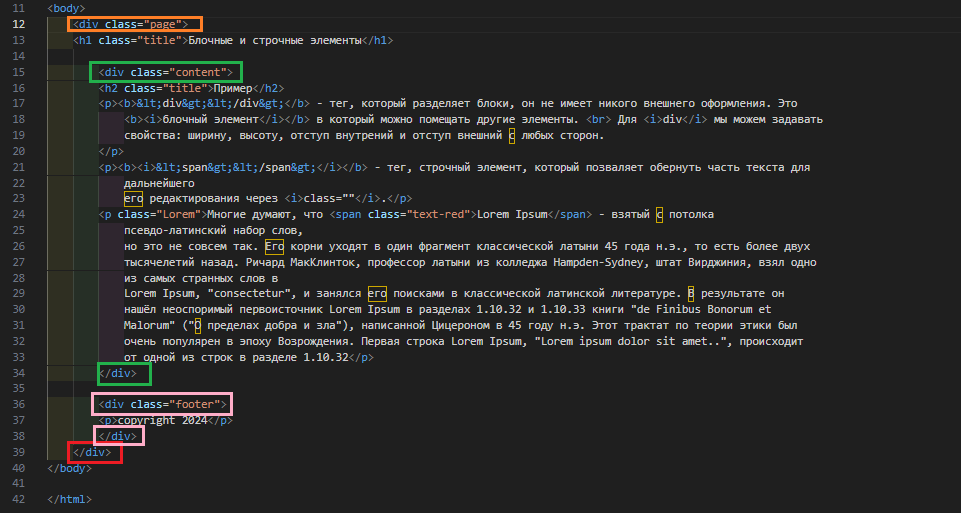 11 <body>
12 <div class="page">
13 <h1 class="title">Блочные и строчные элементы</h1>
14
15 <div class="content">
16 <h2 class="title">Пример</h2>
17 <p><b>&lt;div&gt;&lt;/div&gt;</b> - тег, который разделяет блоки, он не имеет никого внешнего оформления. Это
18 <b><i>блочный элемент</i></b> в который можно помещать другие элементы. <br> Для <i>div</i> мы можем задавать
19 свойства: ширину, высоту, отступ внутрений и отступ внешний с любых сторон.
20 </p>
21 <p><b><i>&lt;span&gt;&lt;/span&gt;</i></b> - тег, строчный элемент, который позваляет обернуть часть текста для
22 дальнейшего
23 его редактирования через <i>class=""</i>.</p>
24 <p class="Lorem">Многие думают, что <span class="text-red">Lorem Ipsum</span> - взятый с потолка
25 псевдо-латинский набор слов,
26 но это не совсем так. Его корни уходят в один фрагмент классической латыни 45 года н.э., то есть более двух
27 тысячелетий назад. Ричард МакКлинток, профессор латыни из колледжа Hampden-Sydney, штат Вирджиния, взял одно
28 из самых странных слов в
29 Lorem Ipsum, "consectetur", и занялся его поисками в классической латинской литературе. В результате он
30 нашёл неоспоримый первоисточник Lorem Ipsum в разделах 1.10.32 и 1.10.33 книги "de Finibus Bonorum et
31 Malorum" ("О пределах добра и зла"), написанной Цицероном в 45 году н.э. Этот трактат по теории этики был
32 очень популярен в эпоху Возрождения. Первая строка Lorem Ipsum, "Lorem ipsum dolor sit amet..", происходит
33 от одной из строк в разделе 1.10.32</p>
34 </div>
35
36 <div class="footer">
37 <p>copyright 2024</p>
38 </div>
39 </div>
40 </body>
41
42 </html>